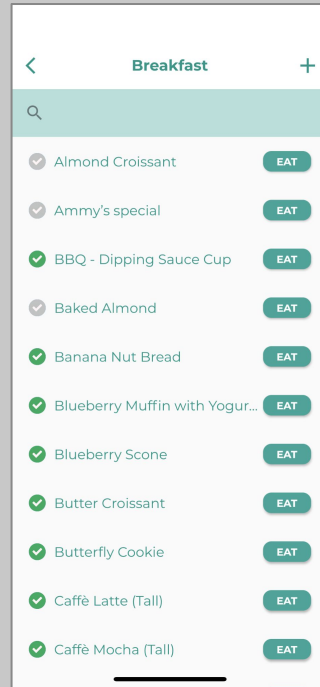 Breakfast
Almond Croissant EAT
Ammy’s special EAT
BBQ - Dipping Sauce Cup EAT
Baked Almond EAT
Banana Nut Bread EAT
Blueberry Muffin with Yogur... EAT
Blueberry Scone EAT
Butter Croissant EAT
Butterfly Cookie EAT
Caffè Latte (Tall) EAT
Caffè Mocha (Tall) EAT